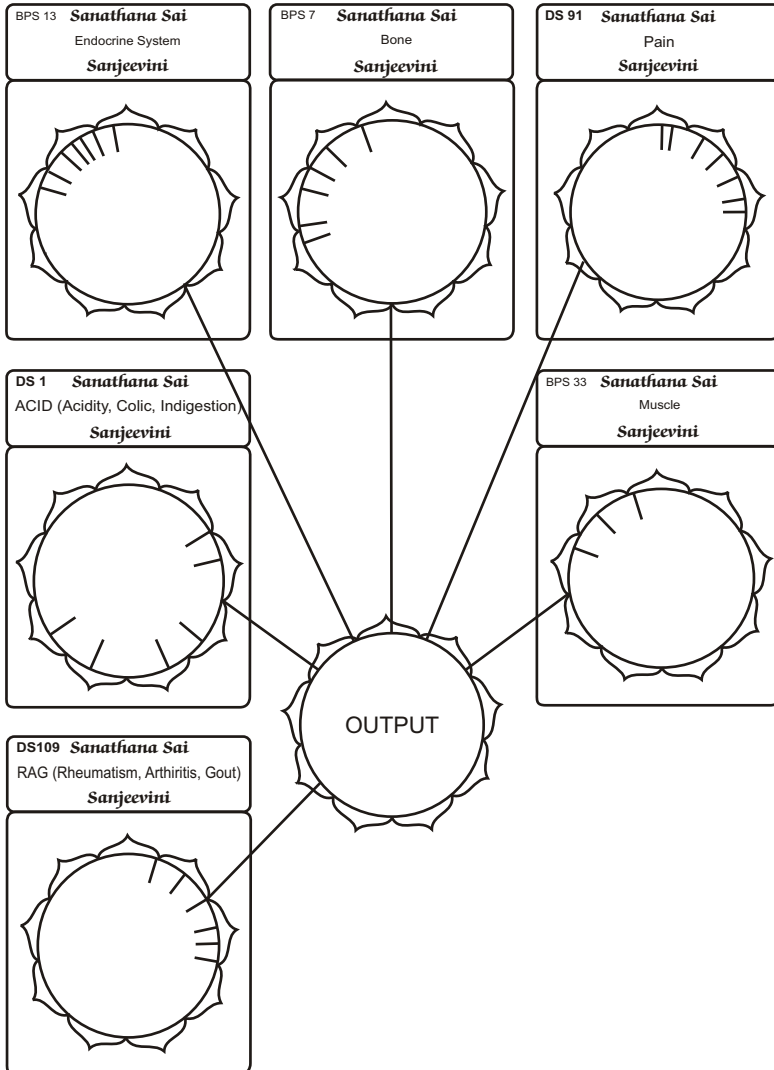 BPS 13 Sanathana Sai
Endocrine System
Sanjeevini
BPS 7 Sanathana Sai
Bone
Sanjeevini
DS 91 Sanathana Sai
Pain
Sanjeevini
DS 1 Sanathana Sai
ACID (Acidity, Colic, Indigestion)
Sanjeevini
BPS 33 Sanathana Sai
Muscle
Sanjeevini
OUTPUT
DS109 Sanathana Sai
RAG (Rheumatism, Arthiritis, Gout)
Sanjeevini